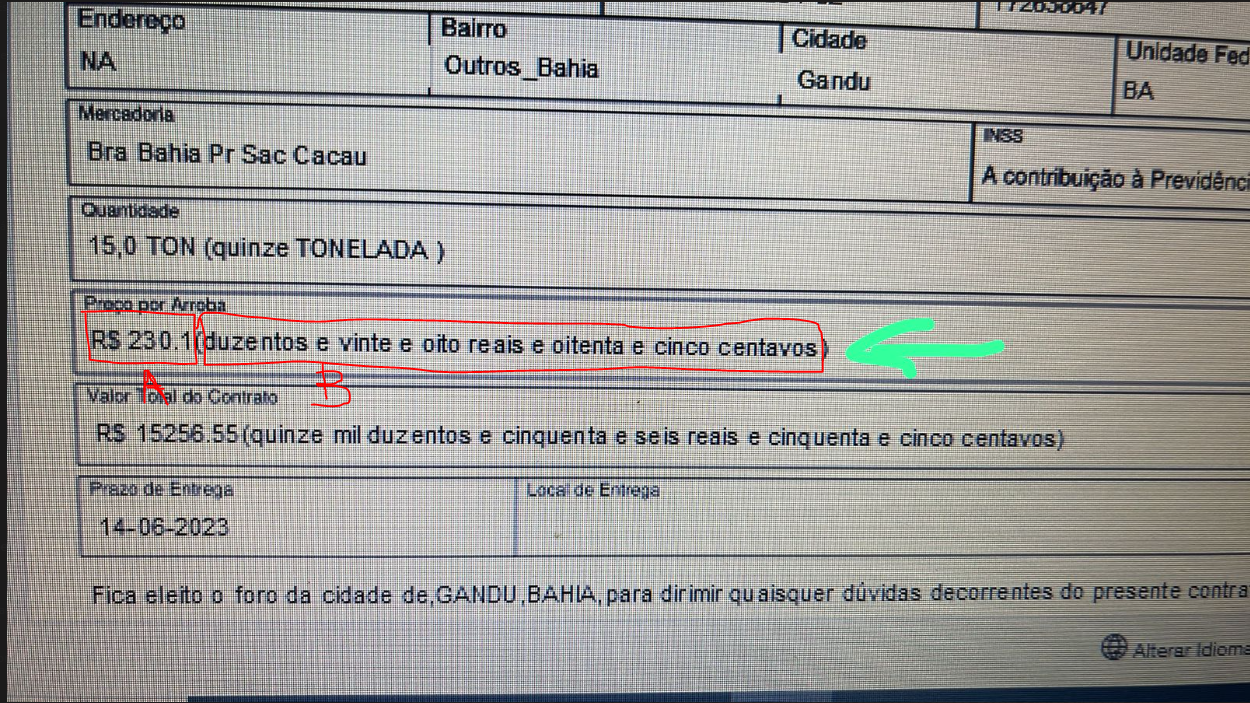 Endereço
Bairro
Cidade
Unidade Fed
NA
Outros_Bahia
Gandu
BA
Mercadoria
INSS
Bra Bahia Pr Sac Cacau
A contribuição à Previdênci
Quantidade
15,0 TON (quinze TONELADA )
Preço por Arroba
R$ 230.1(duzentos e vinte e oito reais e oitenta e cinco centavos)
A
B
Valor Total do Contrato
R$ 15256.55(quinze mil duzentos e cinquenta e seis reais e cinquenta e cinco centavos)
Prazo de Entrega
Local de Entrega
14-06-2023
Fica eleito o foro da cidade de,GANDU,BAHIA,para dirimir quaisquer dúvidas decorrentes do presente contra
Alterar Idioma